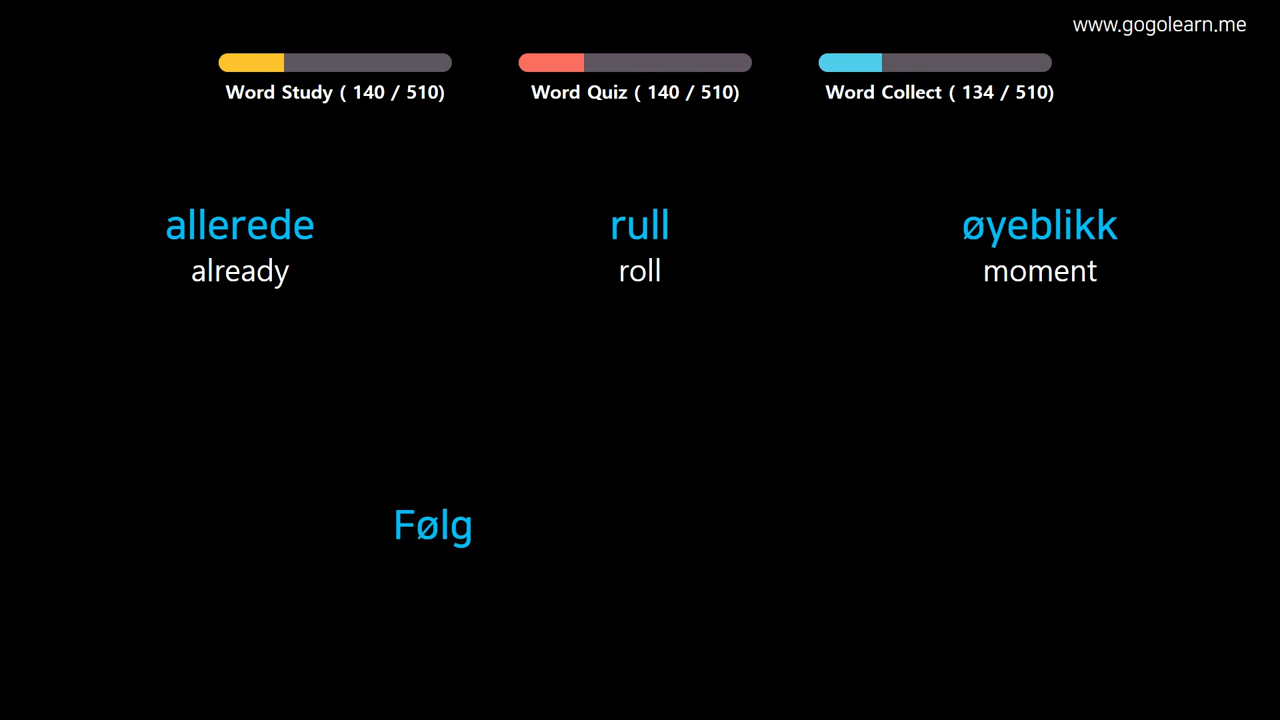 www.gogolearn.me
Word Study ( 140 / 510)
Word Quiz ( 140 / 510)
Word Collect ( 134 / 510)
allerede
already
rull
roll
øyeblikk
moment
Følg